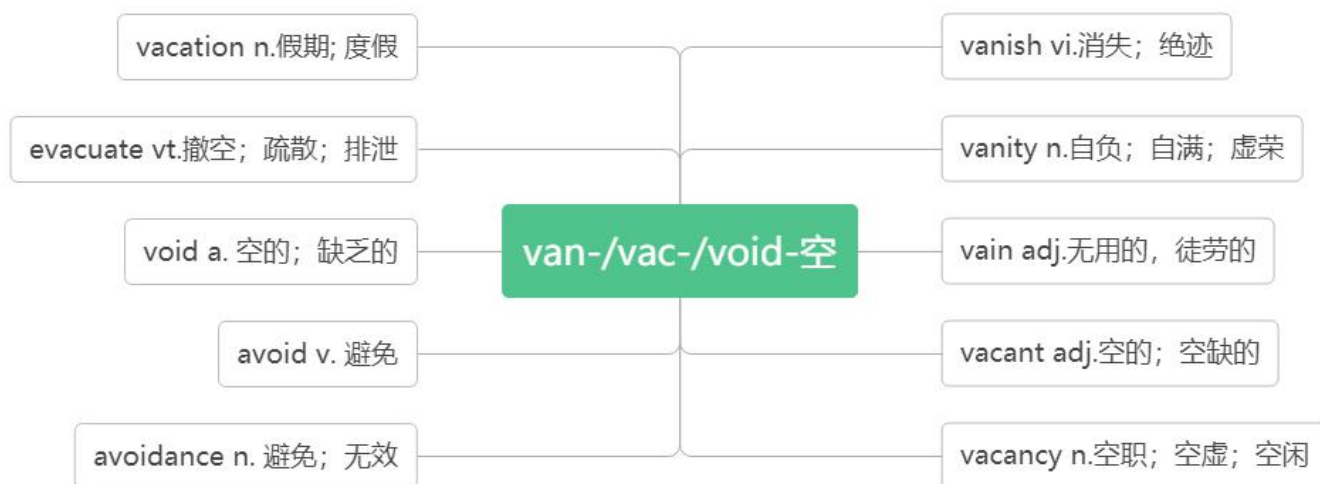 vacation n.假期; 度假
evacuate vt.撤空；疏散；排泄
void a. 空的；缺乏的
avoid v. 避免
avoidance n. 避免；无效
van-/vac-/void-空
vanish vi.消失；绝迹
vanity n.自负；自满；虚荣
vain adj.无用的，徒劳的
vacant adj.空的；空缺的
vacancy n.空职；空虚；空闲